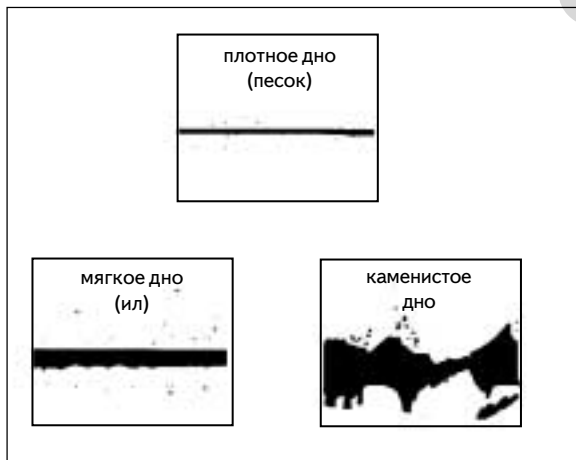 плотное дно
(песок)
мягкое дно
(ил)
каменистое
дно